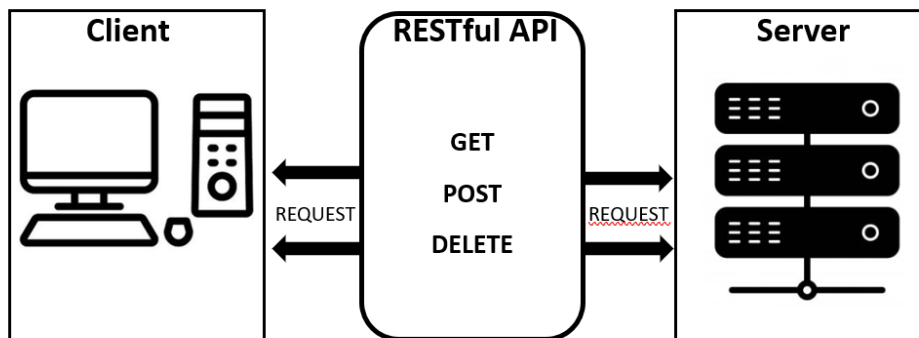 Client
RESTful API
Server
GET
POST
DELETE
REQUEST
REQUEST